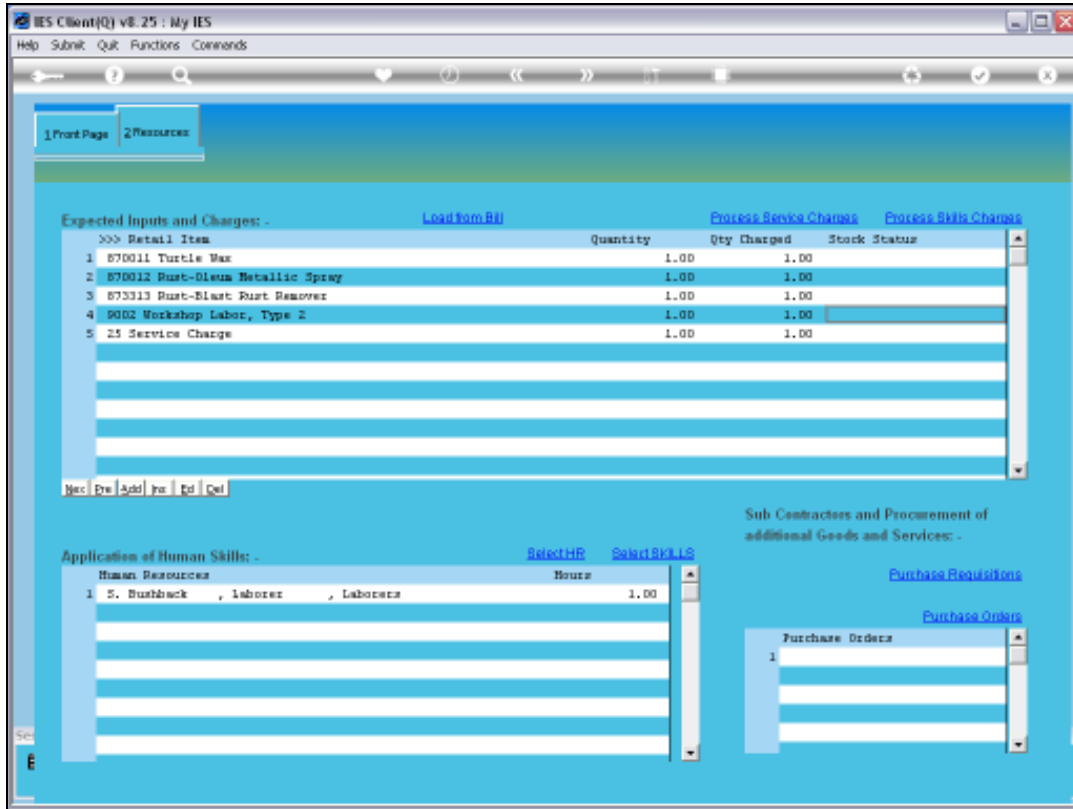 IES Client(Q) v8.25 : My IES
Help Submit Quit Functions Commands
1 Front Page 2 Resources
Expected Inputs and Charges: - Load from Bill Process Service Charges Process Skills Charges
>>> Retail Item Quantity Qty Charged Stock Status
1 870011 Turtle Wax 1.00 1.00
2 870012 Rust-Oleum Metallic Spray 1.00 1.00
3 873313 Rust-Blast Rust Remover 1.00 1.00
4 9002 Workshop Labor, Type 2 1.00 1.00
5 25 Service Charge 1.00 1.00
Nex Pre Add Ins Ed Del
Sub Contractors and Procurement of
additional Goods and Services: -
Application of Human Skills: - Select HR Select SKILLS
Human Resources Hours
1 S. Bushback , laborer , Laborers 1.00
Purchase Requisitions
Purchase Orders
Purchase Orders
1